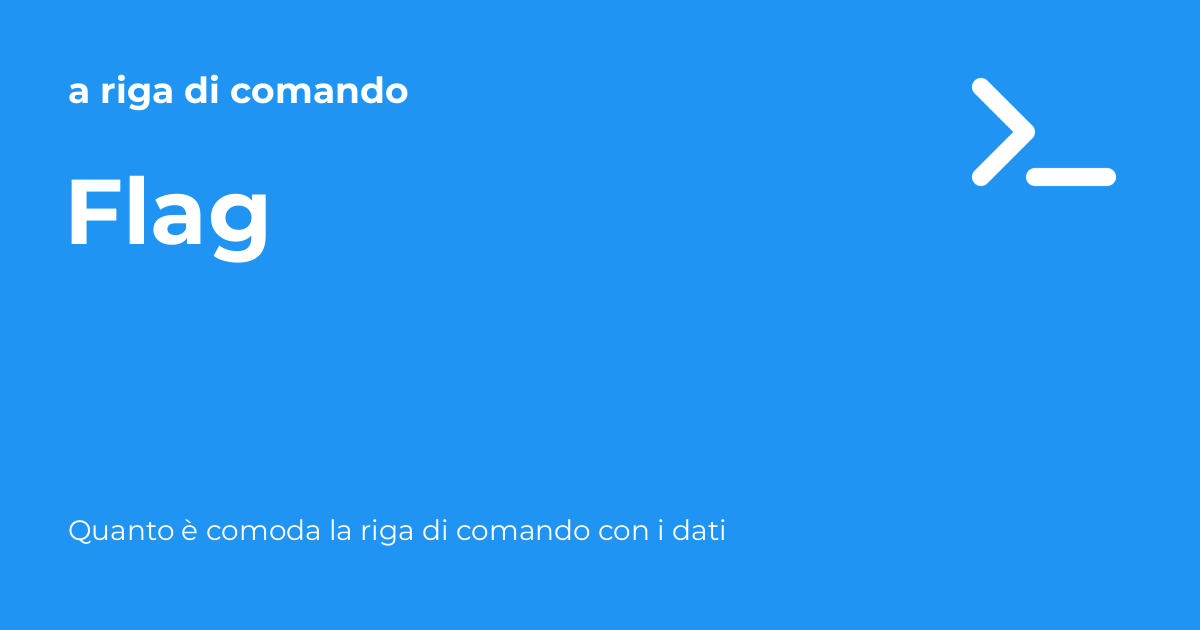 a riga di comando
Flag
Quanto è comoda la riga di comando con i dati